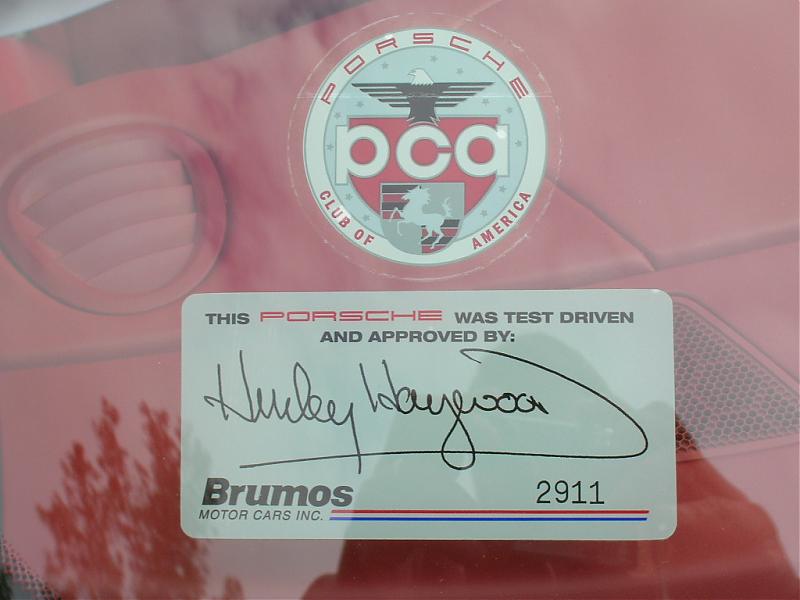 PORSCHE
pca
CLUB OF AMERICA
THIS PORSCHE WAS TEST DRIVEN
AND APPROVED BY:
Hurley Haywood
Brumos 2911
MOTOR CARS INC.